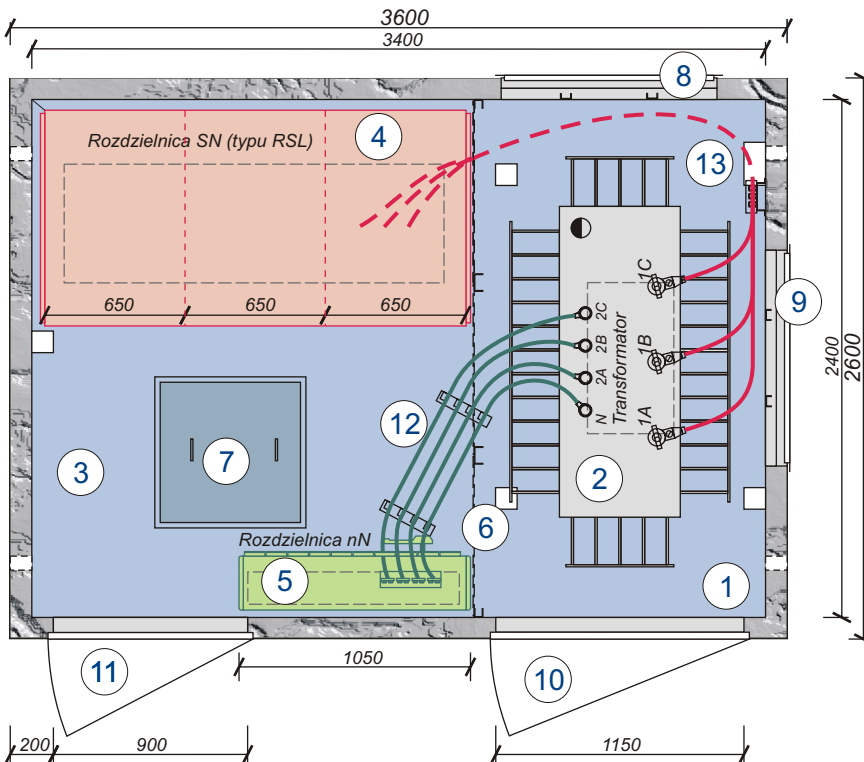 3600
3400
8
Rozdzielnica SN (typu RSL)
4
13
1C
9
650
650
650
2C
2B
1B
2A
Transformator
N
1A
2400
2600
12
3
7
2
6
Rozdzielnica nN
5
1
1050
11
10
200
900
1150